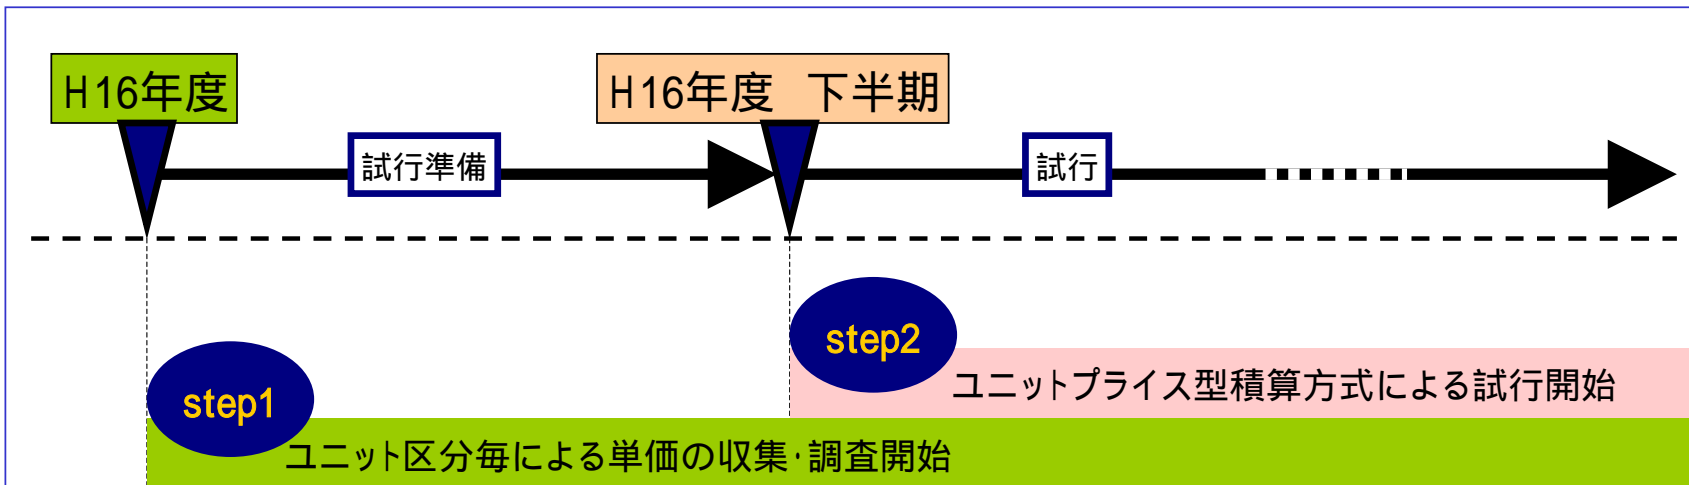 H16年度
H16年度　下半期
試行準備
試行
step2
ユニットプライス型積算方式による試行開始
step1
ユニット区分毎による単価の収集・調査開始